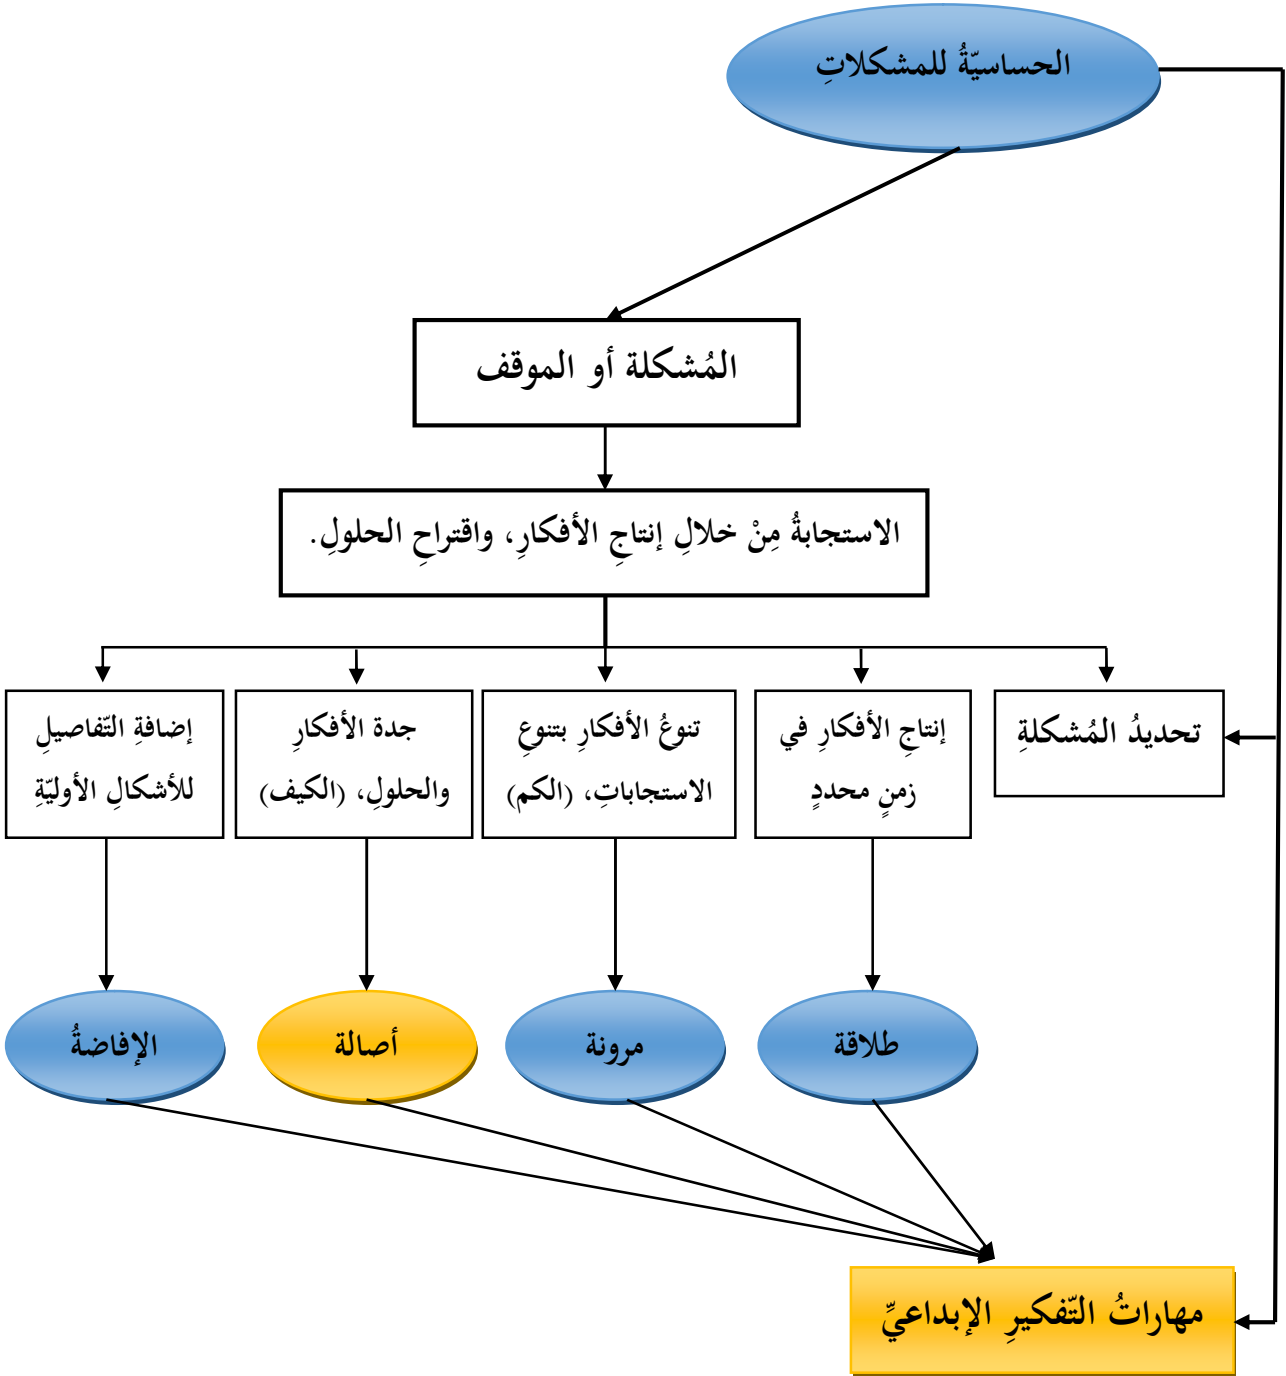 الحساسيّةُ للمشكلاتِ
المُشكلة أو الموقف
الاستجابةُ مِنْ خلالِ إنتاجِ الأفكارِ، واقتراحِ الحلولِ.
تحديدُ المُشكلةِ
إنتاجِ الأفكارِ في
زمنٍ محددٍ
تنوعُ الأفكارِ بتنوعِ
الاستجاباتِ، (الكم)
جدة الأفكارِ
والحلولِ، (الكيف)
إضافةِ التّفاصيلِ
للأشكالِ الأوليّةِ
طلاقة
مرونة
أصالة
الإفاضةُ
مهاراتُ التّفكيرِ الإبداعيِّ